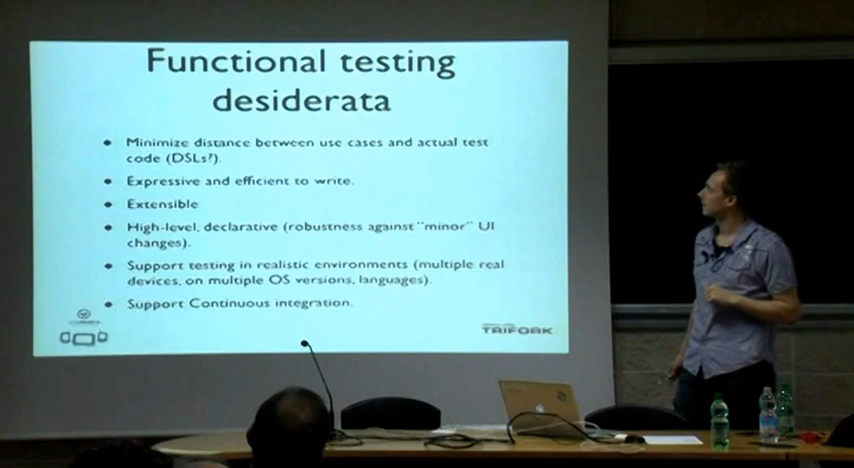 Functional testing
desiderata
• Minimize distance between use cases and actual test
code (DSLs?).
• Expressive and efficient to write.
• Extensible
• High-level, declarative (robustness against "minor" UI
changes).
• Support testing in realistic environments (multiple real
devices, on multiple OS versions, languages).
• Support Continuous integration.
TRIFORK.